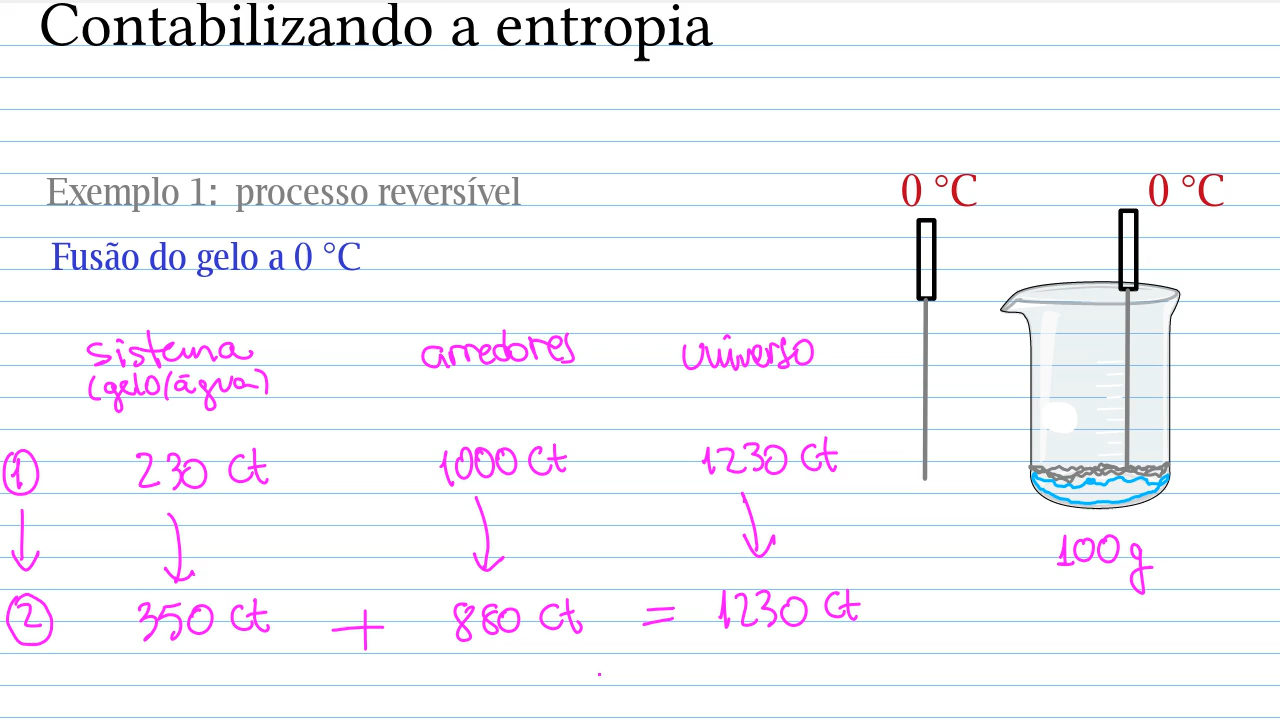 Contabilizando a entropia
Exemplo 1: processo reversível
0 °C 0 °C
Fusão do gelo a 0 °C
sistema arredores universo
(gelo/água)
1 230 Ct 1000 Ct 1230 Ct
100 g
2 350 Ct + 880 Ct = 1230 Ct